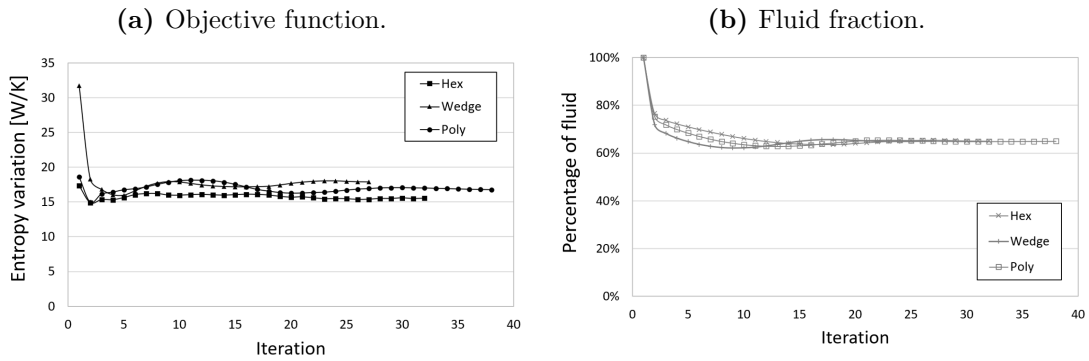 (a) Objective function.
(b) Fluid fraction.
Entropy variation [W/K]
35
30
25
20
15
10
5
0
Hex
Wedge
Poly
0 5 10 15 20 25 30 35 40
Iteration
Percentage of fluid
100%
80%
60%
40%
20%
0%
Hex
Wedge
Poly
0 5 10 15 20 25 30 35 40
Iteration